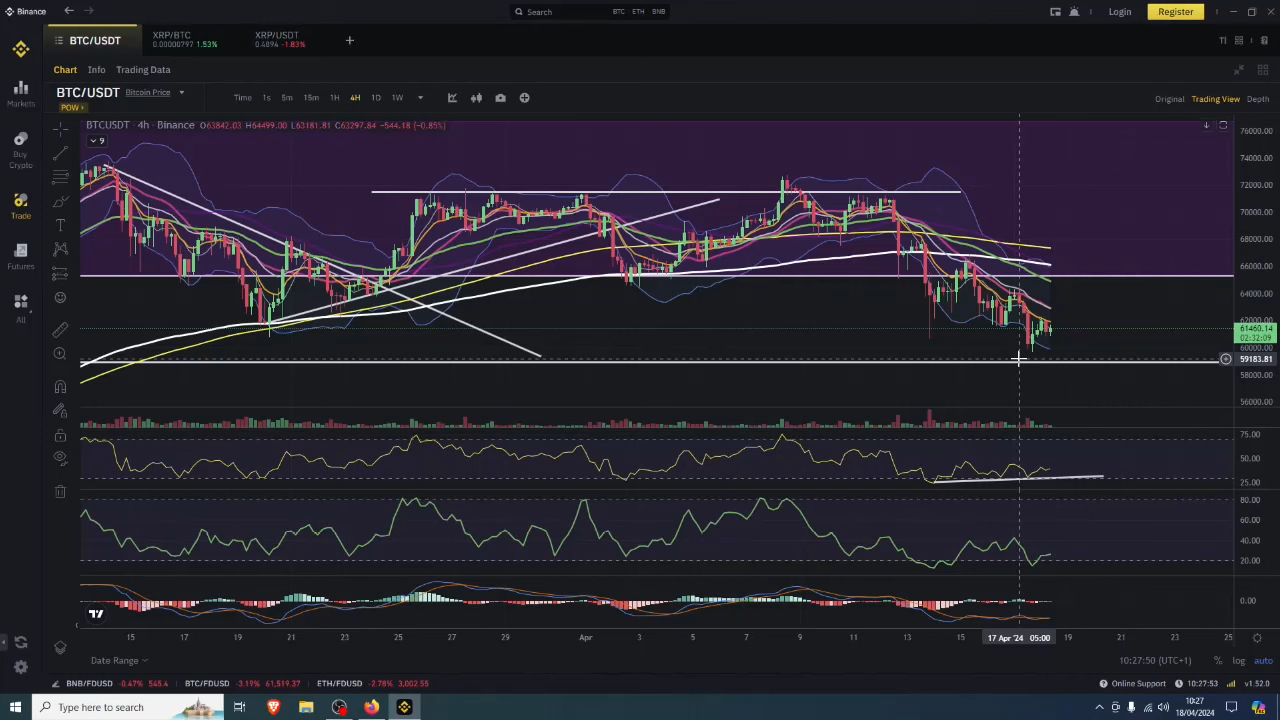 Binance
Search BTC ETH BNB
Login Register
BTC/USDT XRP/BTC XRP/USDT
0.00000797 1.53% 0.4894 -1.83%
Chart Info Trading Data
BTC/USDT Bitcoin Price
POW >
Time 1s 5m 15m 1H 4H 1D 1W
Original Trading View Depth
BTCUSDT · 4h · Binance O63842.03 H64499.00 L63181.81 C63297.84 -544.18 (-0.85%)
9
Markets
Buy
Crypto
Trade
Futures
All
76000.00
74000.00
72000.00
70000.00
68000.00
66000.00
64000.00
62000.00
61460.14
02:32:09
60000.00
59183.81
58000.00
56000.00
75.00
50.00
25.00
80.00
60.00
40.00
20.00
0.00
15 17 19 21 23 25 27 29 Apr 3 5 7 9 11 13 15 17 Apr '24 05:00 19 21 23 25
Date Range
10:27:50 (UTC+1) % log auto
BNB/FDUSD -0.47% 545.4 BTC/FDUSD -3.19% 61,519.37 ETH/FDUSD -2.78% 3,002.55
Online Support 10:27:53 v1.52.0
Type here to search
10:27
18/04/2024